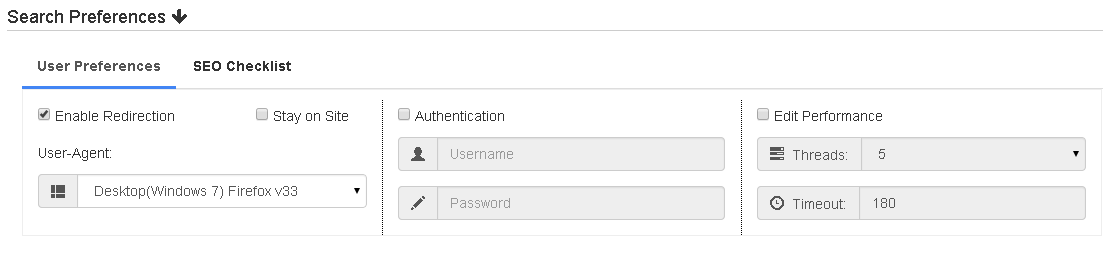 Search Preferences
User Preferences
SEO Checklist
Enable Redirection
Stay on Site
User-Agent:
Desktop(Windows 7) Firefox v33
Authentication
Username
Password
Edit Performance
Threads: 5
Timeout: 180